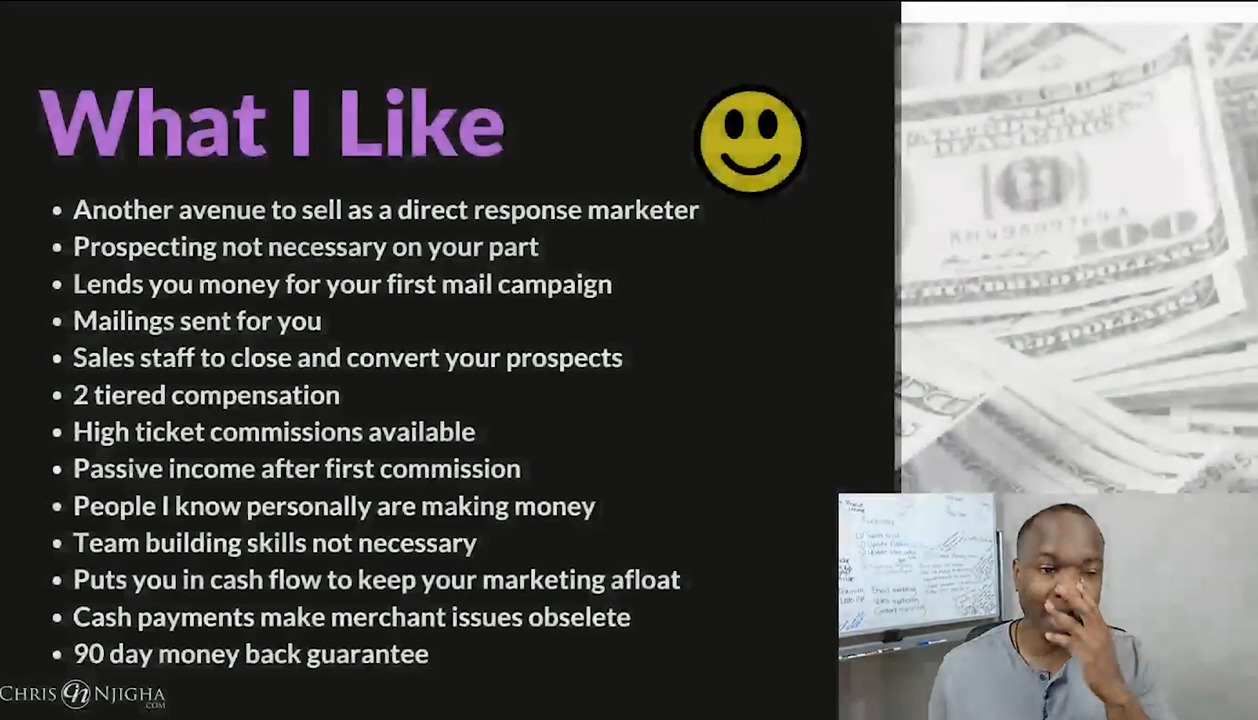 What I Like
Another avenue to sell as a direct response marketer
Prospecting not necessary on your part
Lends you money for your first mail campaign
Mailings sent for you
Sales staff to close and convert your prospects
2 tiered compensation
High ticket commissions available
Passive income after first commission
People I know personally are making money
Team building skills not necessary
Puts you in cash flow to keep your marketing afloat
Cash payments make merchant issues obselete
90 day money back guarantee
CHRIS CN NJIGHA
.COM
100